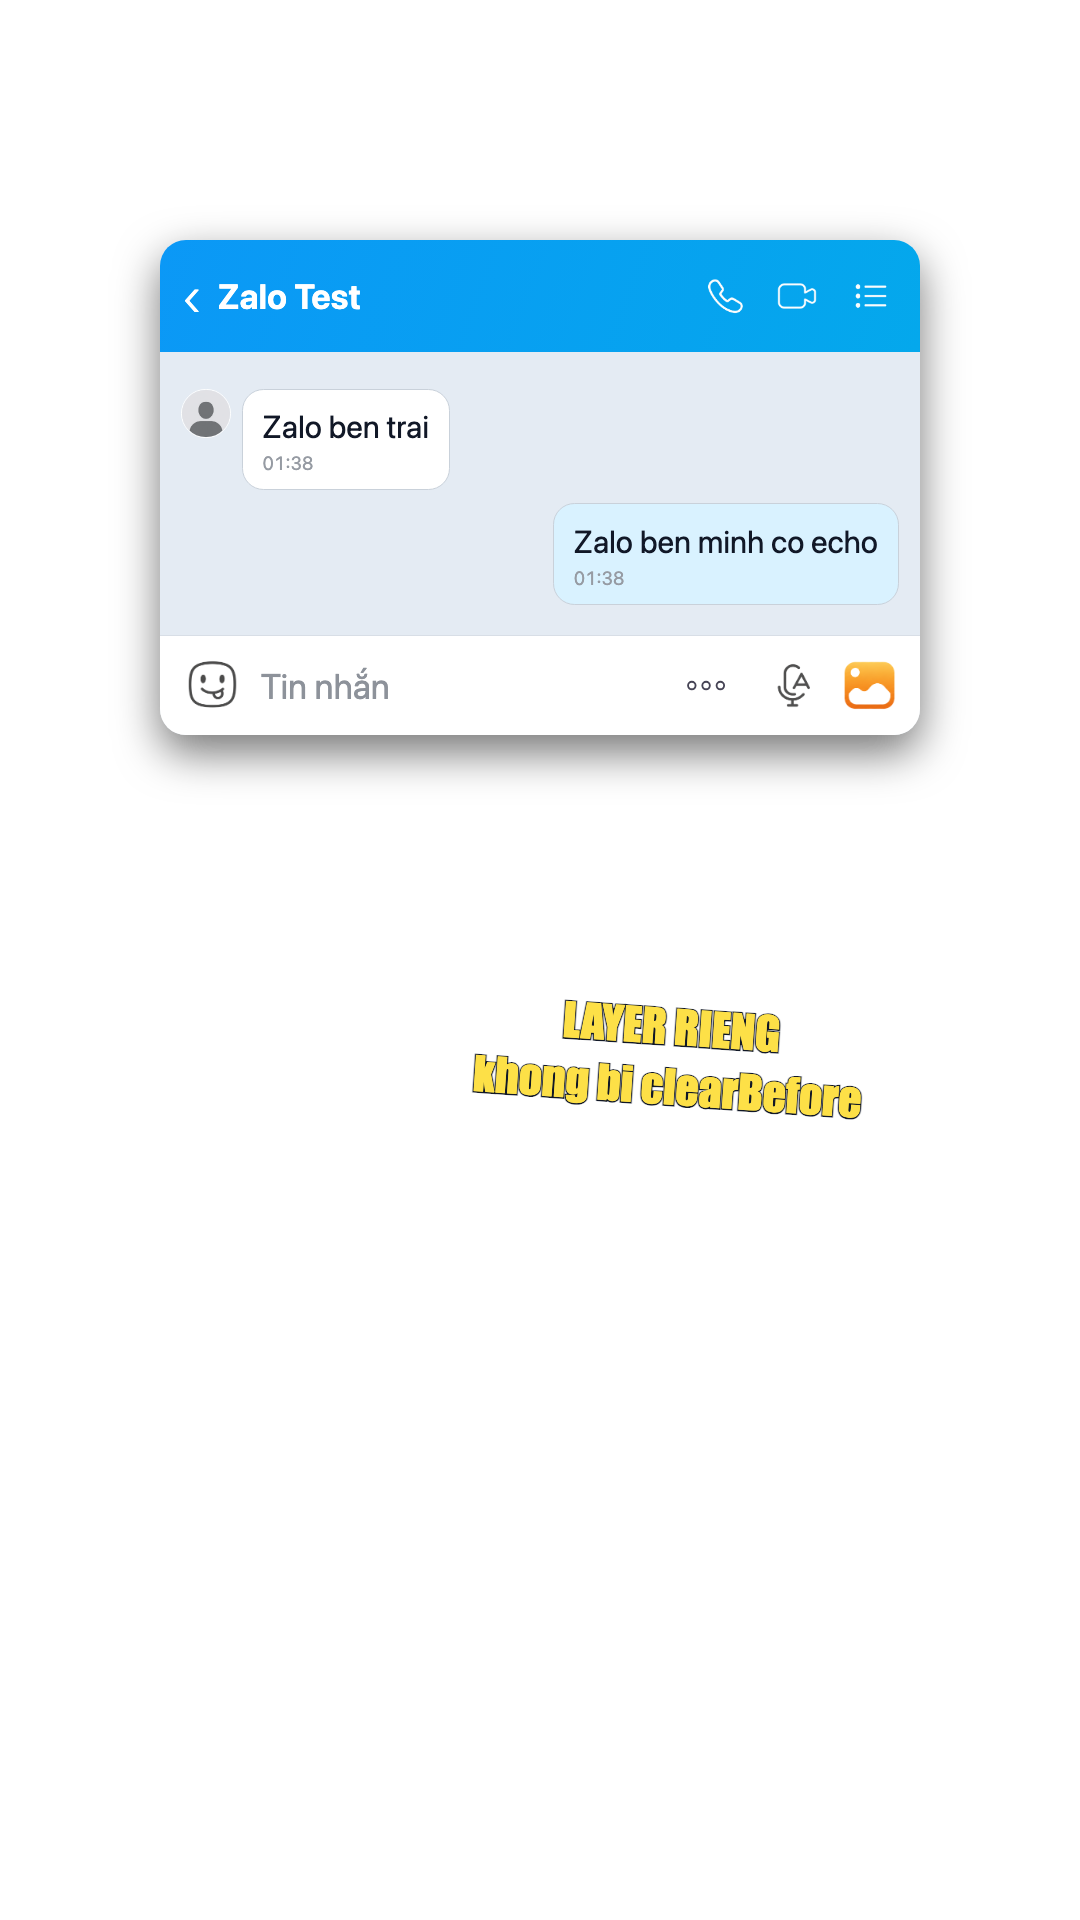 Zalo Test
Zalo ben trai
01:38
Zalo ben minh co echo
01:38
Tin nhắn
LAYER RIENG
khong bi clearBefore